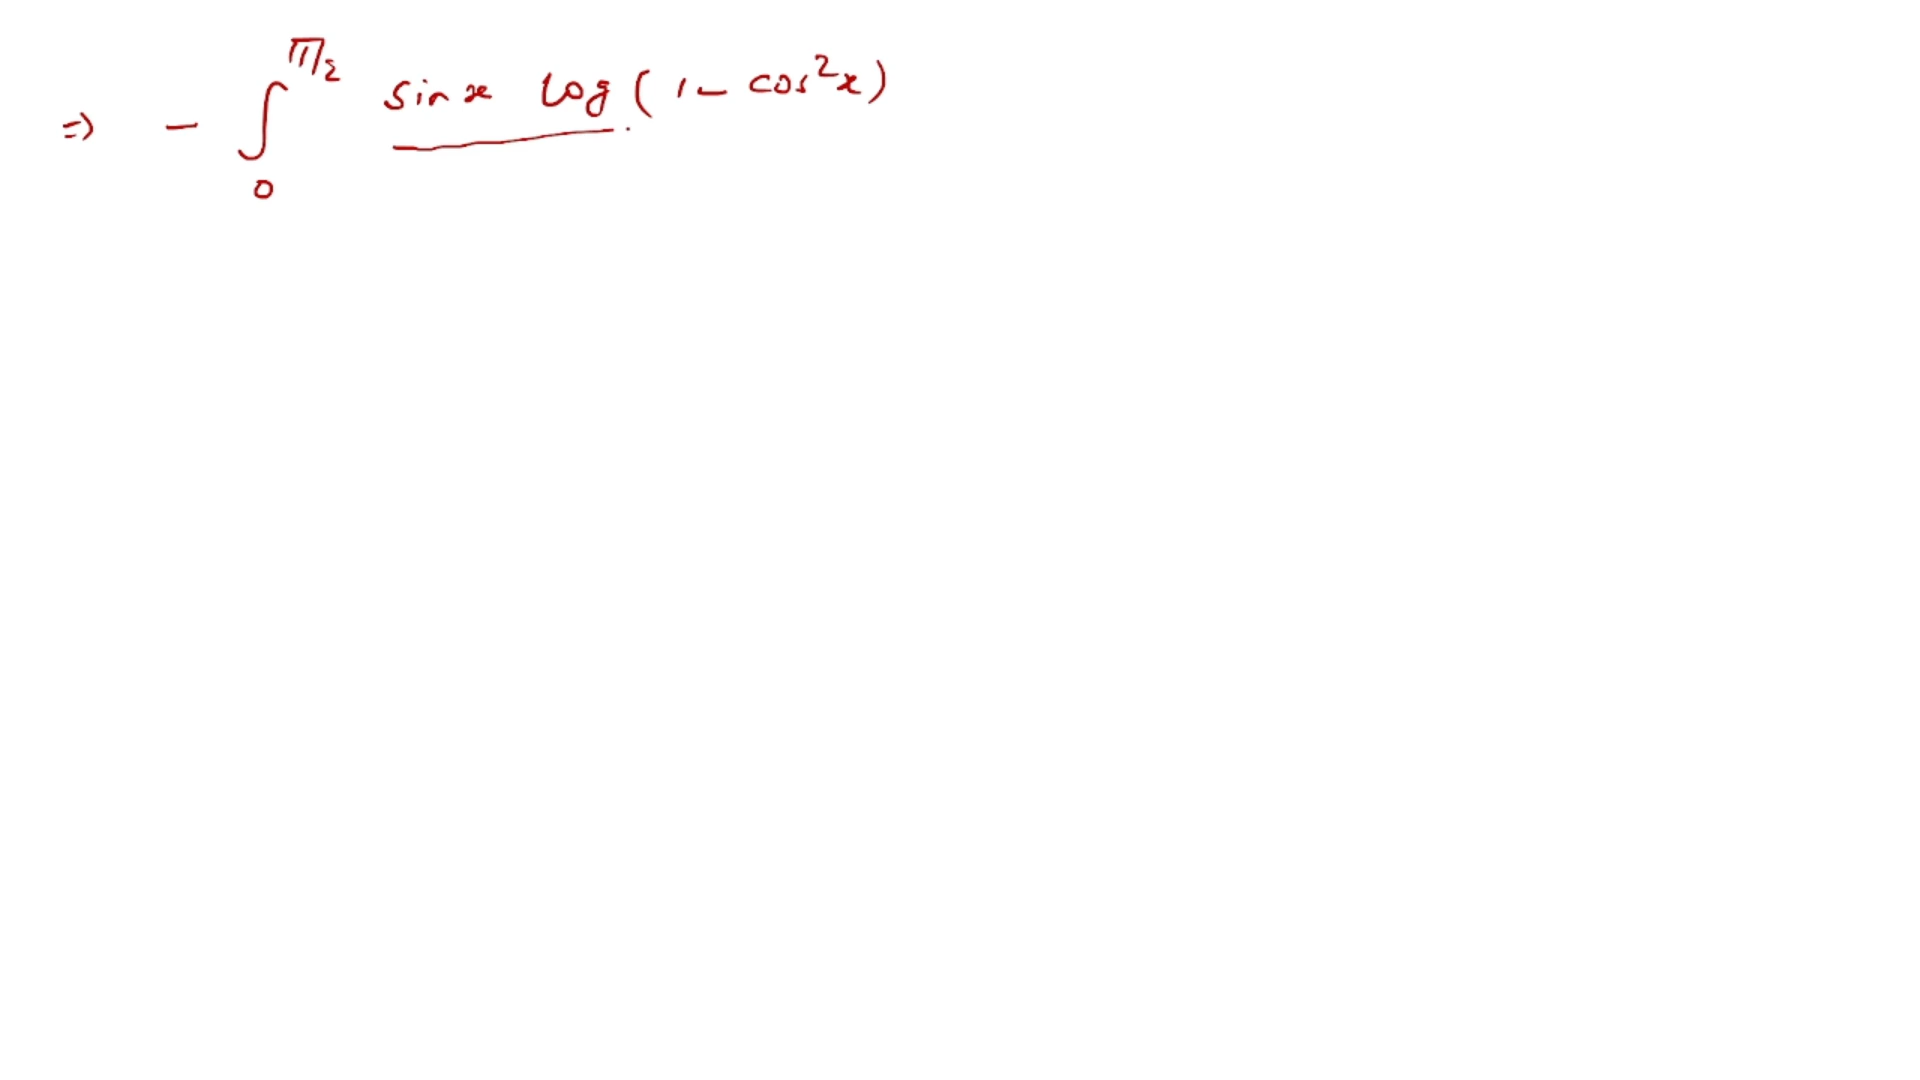 ⇒ - ∫₀^{π/2} sin x log (1 - cos²x)